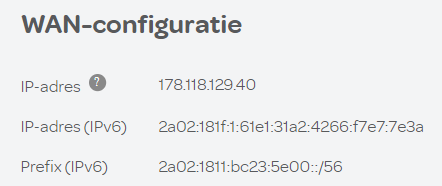 WAN-configuratie
IP-adres ? 178.118.129.40
IP-adres (IPv6) 2a02:181f:1:61e1:31a2:4266:f7e7:7e3a
Prefix (IPv6) 2a02:1811:bc23:5e00::/56